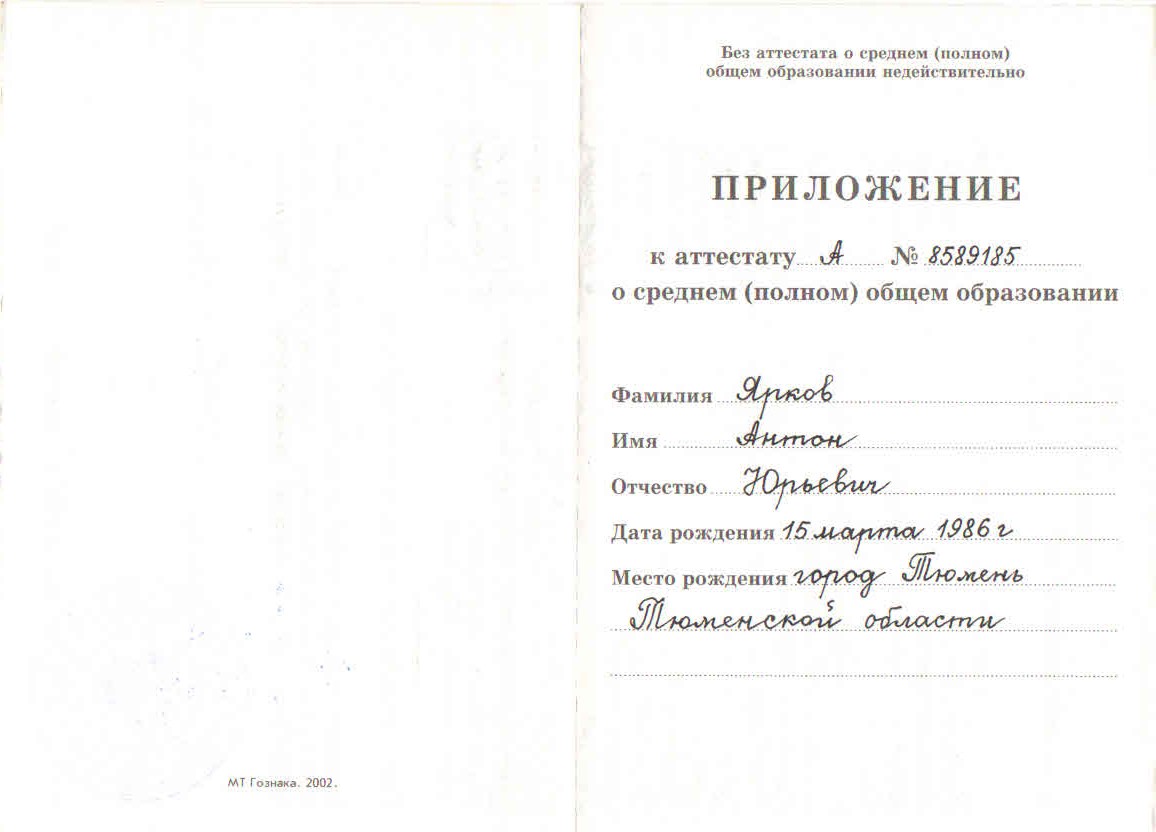 Без аттестата о среднем (полном)
общем образовании недействительно
ПРИЛОЖЕНИЕ
к аттестату А № 8589185
о среднем (полном) общем образовании
Фамилия Ярков
Имя Антон
Отчество Юрьевич
Дата рождения 15 марта 1986 г
Место рождения город Тюмень
Тюменской области
МТ Гознака. 2002.